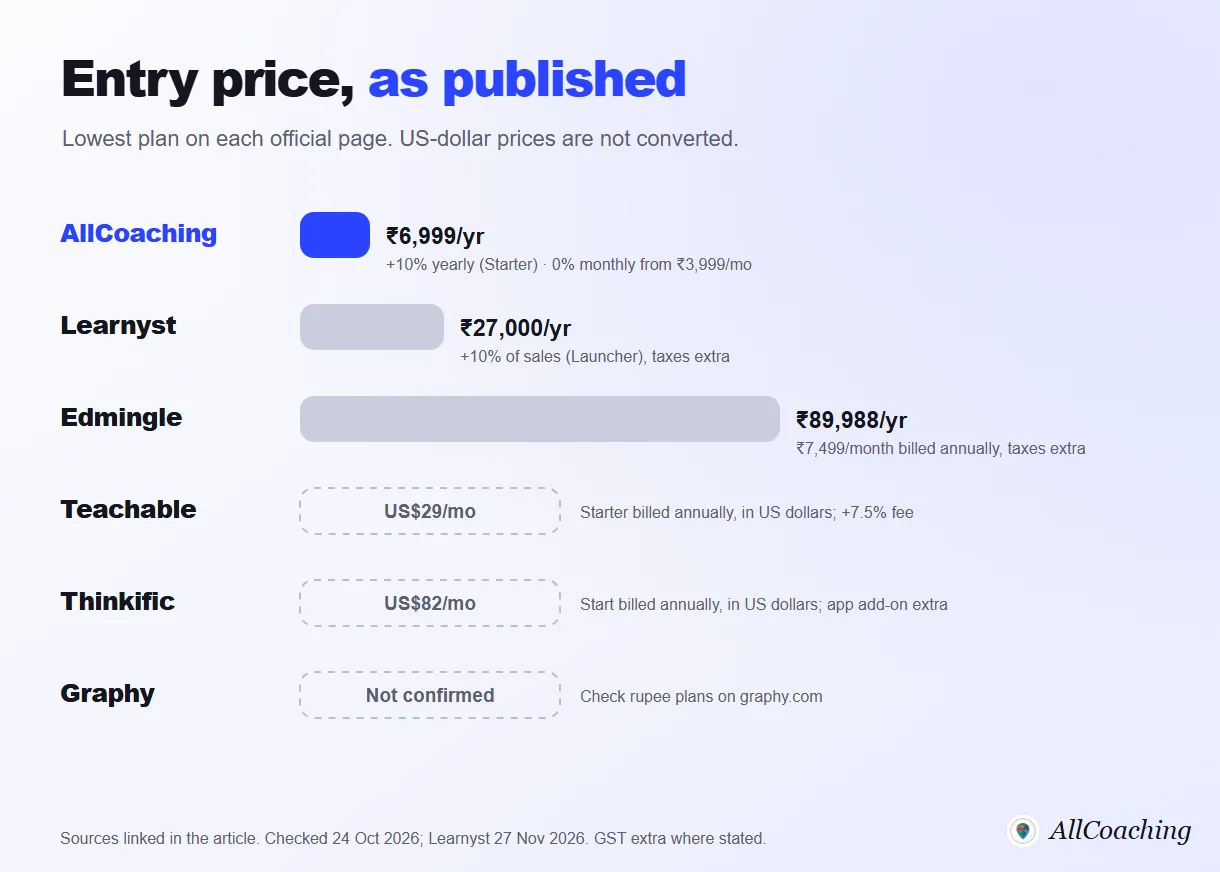 Entry price, as published
Lowest plan on each official page. US-dollar prices are not converted.
AllCoaching
₹6,999/yr
+10% yearly (Starter) · 0% monthly from ₹3,999/mo
Learnyst
₹27,000/yr
+10% of sales (Launcher), taxes extra
Edmingle
₹89,988/yr
₹7,499/month billed annually, taxes extra
Teachable
US$29/mo
Starter billed annually, in US dollars; +7.5% fee
Thinkific
US$82/mo
Start billed annually, in US dollars; app add-on extra
Graphy
Not confirmed
Check rupee plans on graphy.com
Sources linked in the article. Checked 24 Oct 2026; Learnyst 27 Nov 2026. GST extra where stated.
AllCoaching